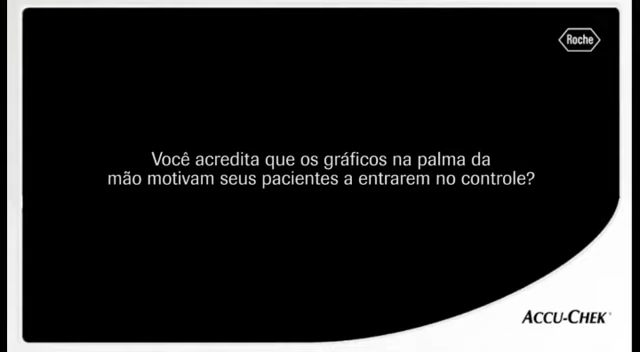 Roche
Você acredita que os gráficos na palma da
mão motivam seus pacientes a entrarem no controle?
ACCU-CHEK®